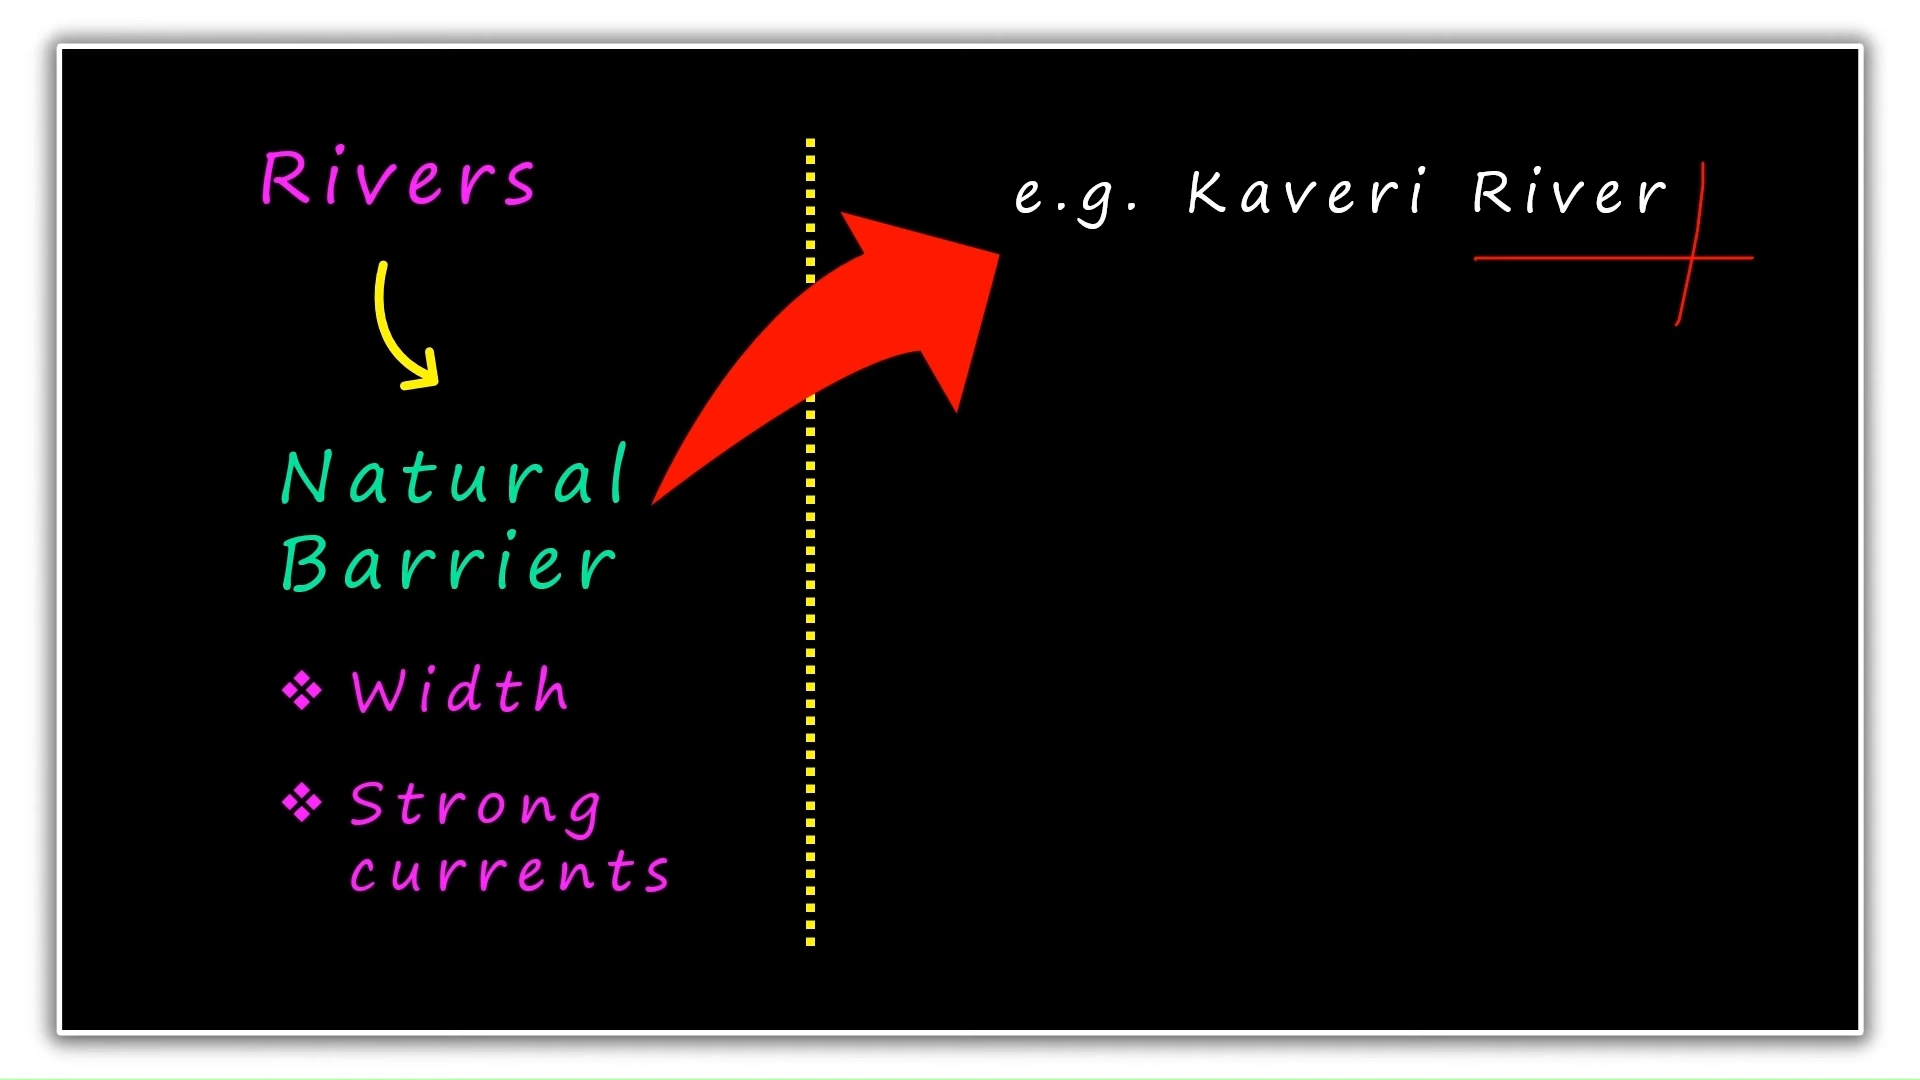 Rivers
Natural
Barrier
❖ Width
❖ Strong
currents
e.g. Kaveri River